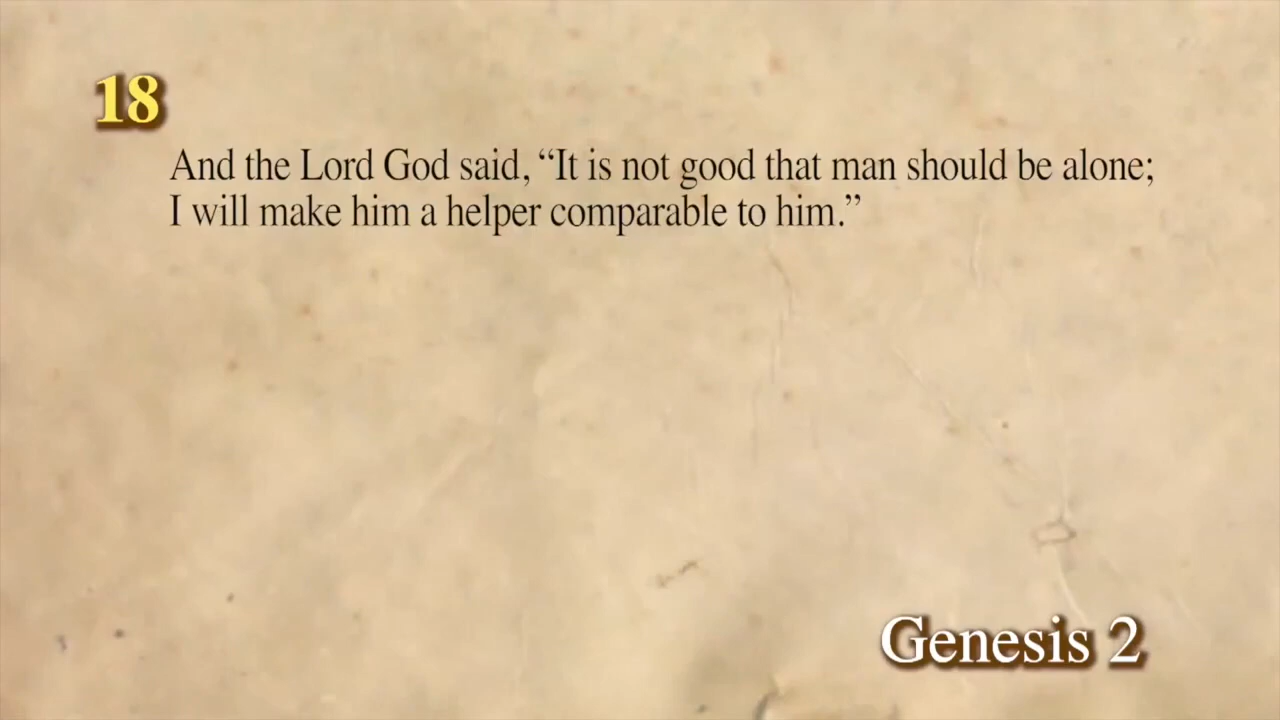 18
And the Lord God said, “It is not good that man should be alone;
I will make him a helper comparable to him.”
Genesis 2